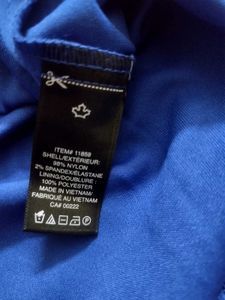 ITEM# 11859
SHELL/EXTÉRIEUR:
98% NYLON
2% SPANDEX/ÉLASTANE
LINING/DOUBLURE :
100% POLYESTER
MADE IN VIETNAM/
FABRIQUÉ AU VIETNAM
CA# 00222